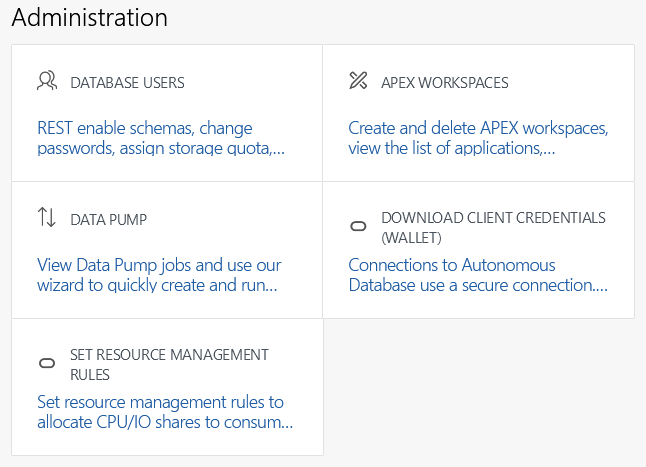 Administration
DATABASE USERS
REST enable schemas, change
passwords, assign storage quota,...
APEX WORKSPACES
Create and delete APEX workspaces,
view the list of applications,...
DATA PUMP
View Data Pump jobs and use our
wizard to quickly create and run...
DOWNLOAD CLIENT CREDENTIALS
(WALLET)
Connections to Autonomous
Database use a secure connection....
SET RESOURCE MANAGEMENT
RULES
Set resource management rules to
allocate CPU/IO shares to consum...